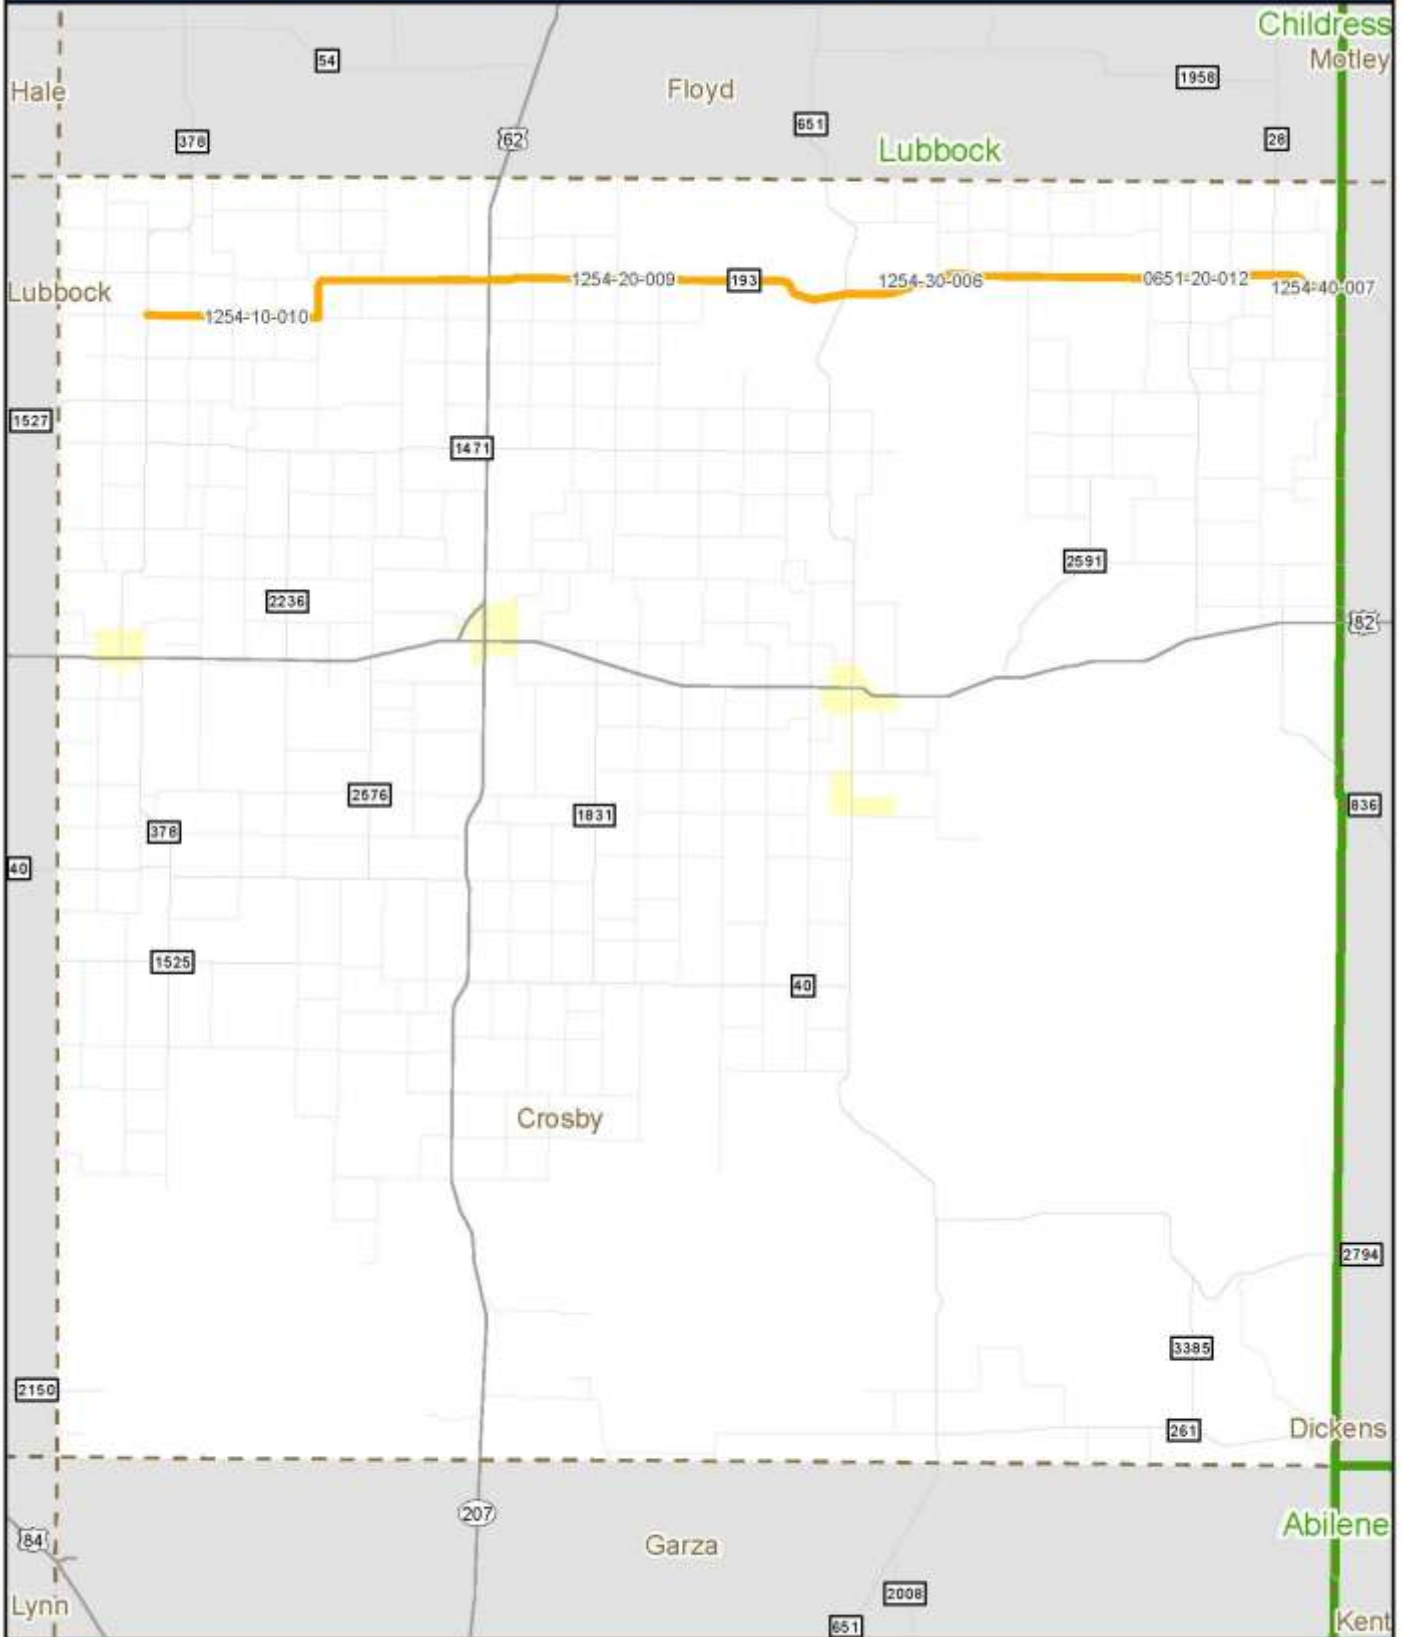 Childress
Motley
54
Hale
Floyd
1958
651
378
62
28
Lubbock
1254-20-009
193
1254-30-006
0651-20-012
1254-40-007
Lubbock
1254-10-010
1527
1471
2591
2236
82
2576
836
1831
378
40
1525
40
Crosby
2794
3385
2150
261
Dickens
207
Abilene
84
Garza
2008
Lynn
651
Kent